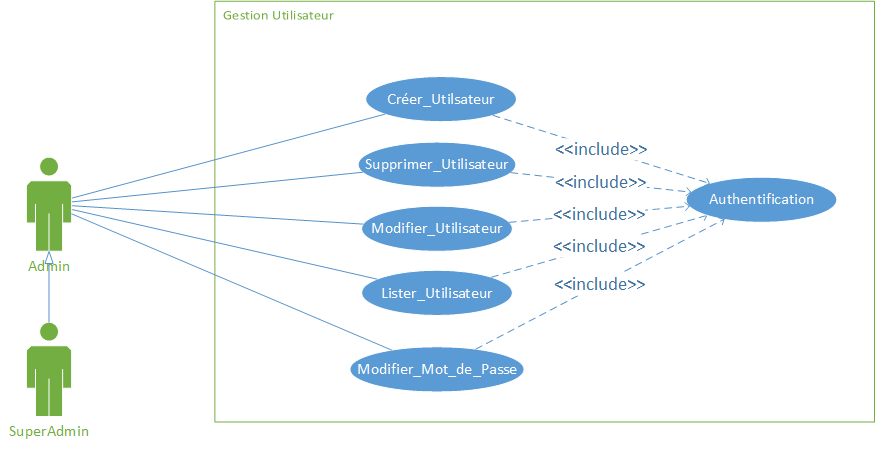 Gestion Utilisateur
Créer_Utilsateur
<<include>>
Supprimer_Utilisateur
<<include>>
Authentification
Modifier_Utilisateur
<<include>>
Admin
<<include>>
Lister_Utilisateur
<<include>>
Modifier_Mot_de_Passe
SuperAdmin